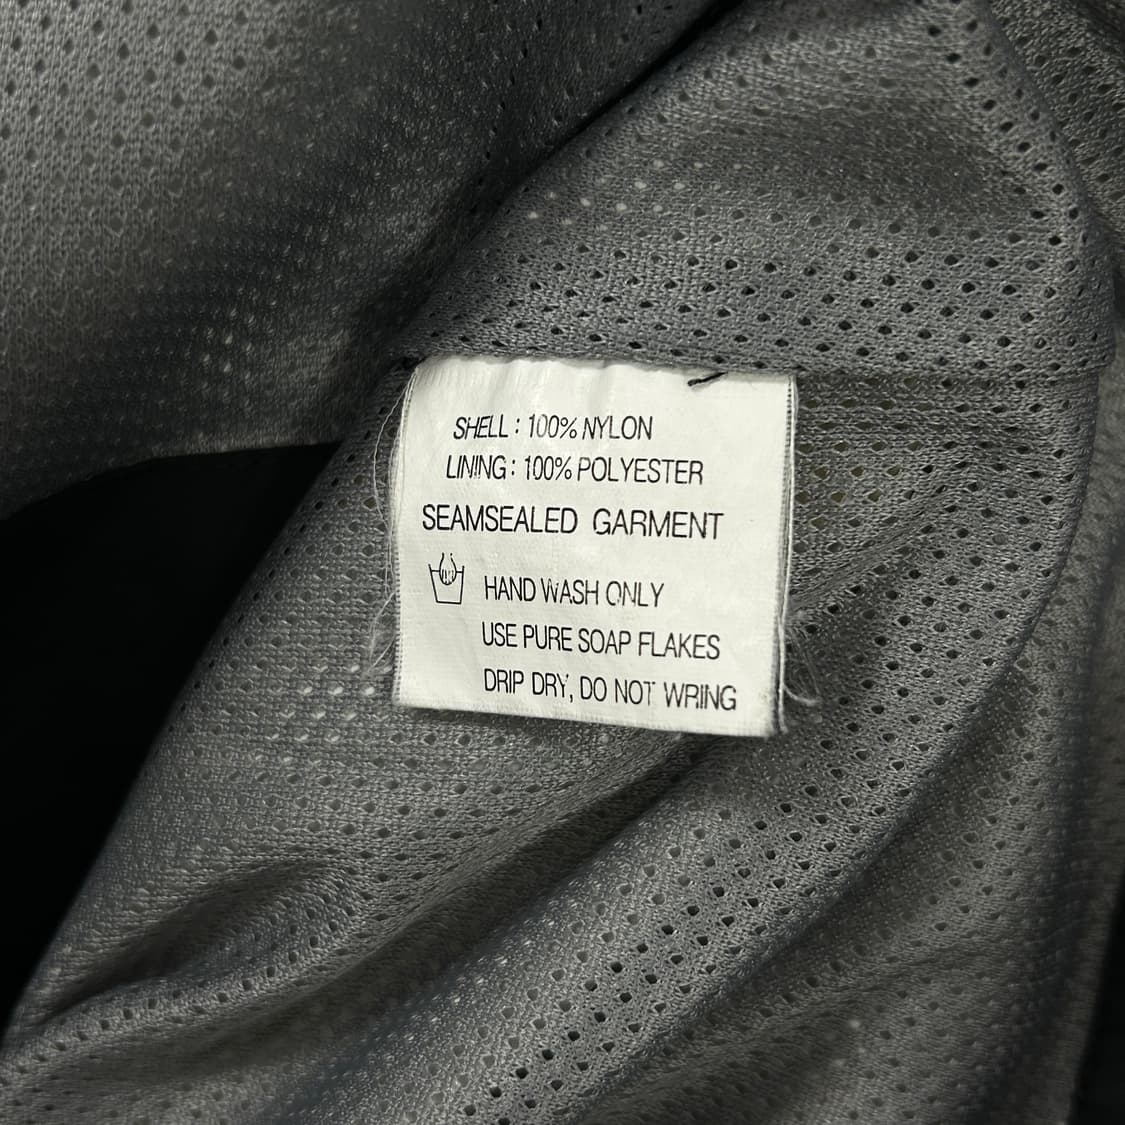 SHELL : 100% NYLON
LINING : 100% POLYESTER
SEAMSEALED GARMENT
HAND WASH ONLY
USE PURE SOAP FLAKES
DRIP DRY, DO NOT WRING